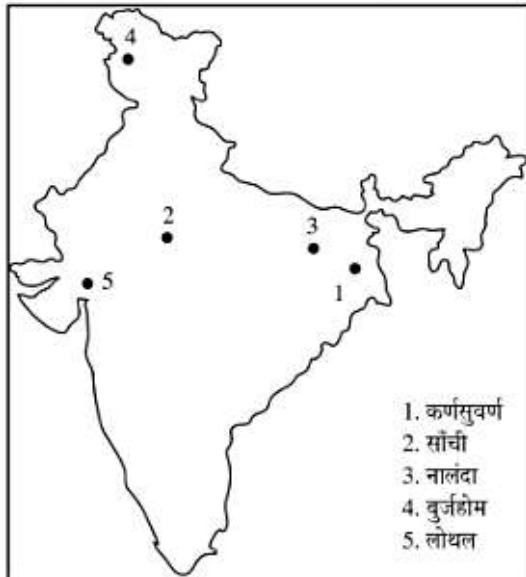 4
2
3
5
1
1. कर्णसुवर्ण
2. साँची
3. नालंदा
4. बुर्जहोम
5. लोथल